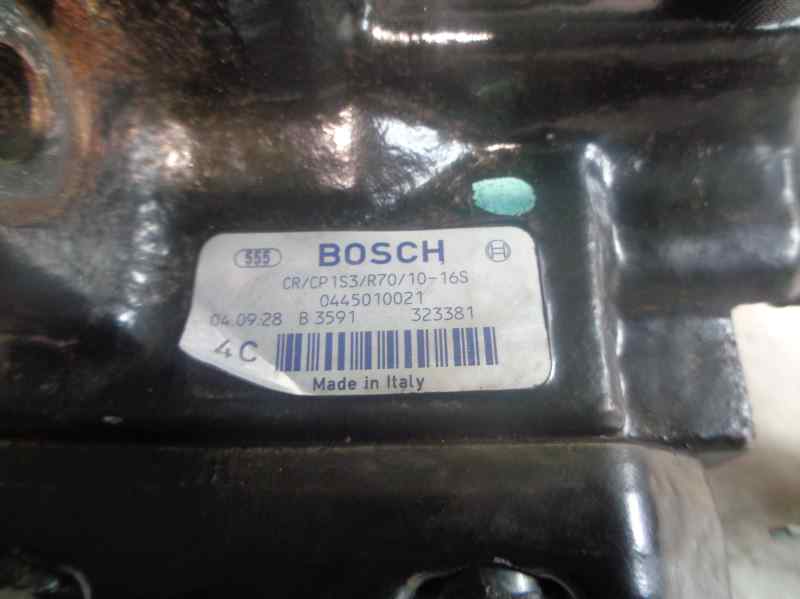 555 BOSCH
CR/CP1S3/R70/10-16S
0445010021
04.09.28 B 3591 323381
4C
Made in Italy